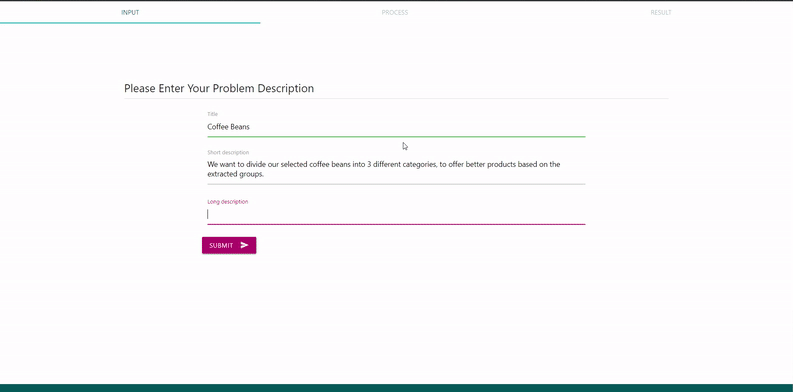 INPUT PROCESS RESULT
Please Enter Your Problem Description
Title
Coffee Beans
Short description
We want to divide our selected coffee beans into 3 different categories, to offer better products based on the
extracted groups.
Long description
SUBMIT